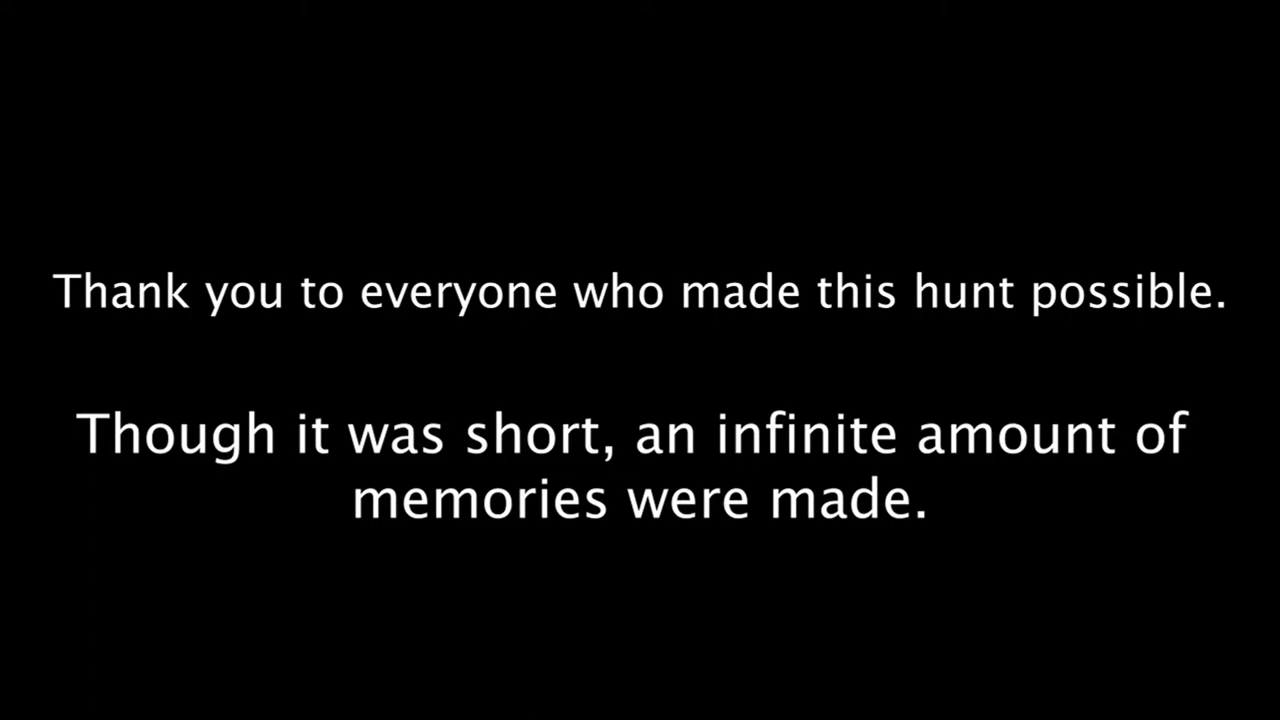 Thank you to everyone who made this hunt possible.
Though it was short, an infinite amount of
memories were made.